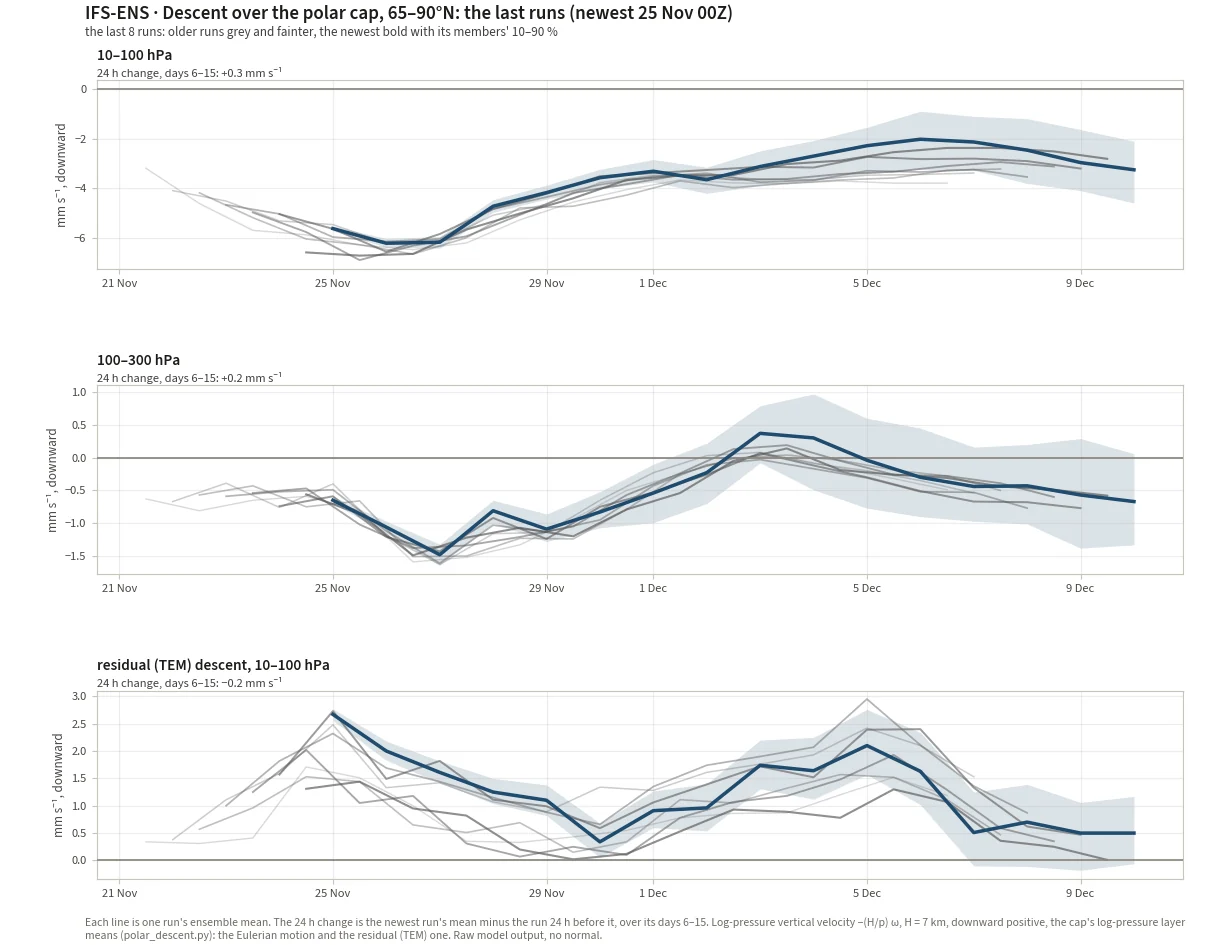 IFS-ENS · Descent over the polar cap, 65–90°N: the last runs (newest 25 Nov 00Z)
the last 8 runs: older runs grey and fainter, the newest bold with its members' 10–90 %
10–100 hPa
24 h change, days 6–15: +0.3 mm s⁻¹
mm s⁻¹, downward
0
−2
−4
−6
21 Nov
25 Nov
29 Nov
1 Dec
5 Dec
9 Dec
100–300 hPa
24 h change, days 6–15: +0.2 mm s⁻¹
mm s⁻¹, downward
1.0
0.5
0.0
−0.5
−1.0
−1.5
21 Nov
25 Nov
29 Nov
1 Dec
5 Dec
9 Dec
residual (TEM) descent, 10–100 hPa
24 h change, days 6–15: −0.2 mm s⁻¹
mm s⁻¹, downward
3.0
2.5
2.0
1.5
1.0
0.5
0.0
21 Nov
25 Nov
29 Nov
1 Dec
5 Dec
9 Dec
Each line is one run's ensemble mean. The 24 h change is the newest run's mean minus the run 24 h before it, over its days 6–15. Log-pressure vertical velocity −(H/p) ω, H = 7 km, downward positive, the cap's log-pressure layer
means (polar_descent.py): the Eulerian motion and the residual (TEM) one. Raw model output, no normal.